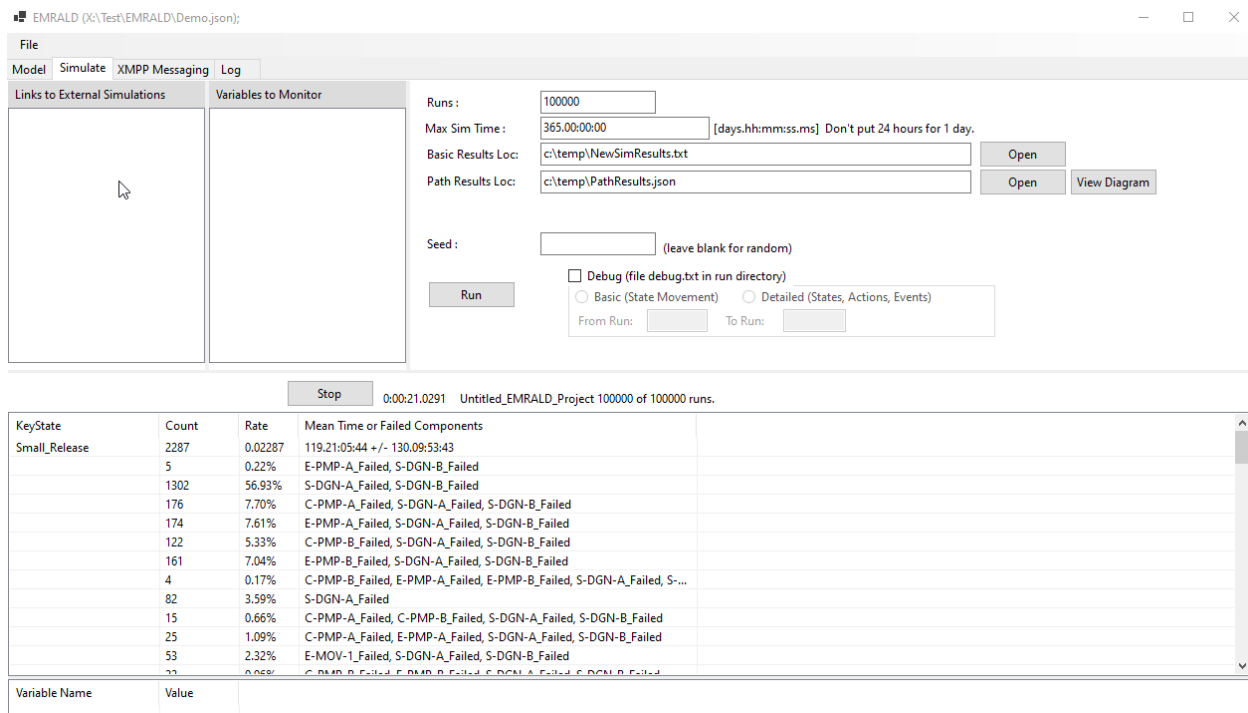 EMRALD (X:\Test\EMRALD\Demo.json);
File
Model Simulate XMPP Messaging Log
Links to External Simulations
Variables to Monitor
Runs : 100000
Max Sim Time : 365.00:00:00 [days.hh:mm:ss.ms] Don't put 24 hours for 1 day.
Basic Results Loc: c:\temp\NewSimResults.txt Open
Path Results Loc: c:\temp\PathResults.json Open View Diagram
Seed : (leave blank for random)
Debug (file debug.txt in run directory)
Run
Basic (State Movement) Detailed (States, Actions, Events)
From Run: To Run:
Stop 0:00:21.0291 Untitled_EMRALD_Project 100000 of 100000 runs.
KeyState Count Rate Mean Time or Failed Components
Small_Release 2287 0.02287 119.21:05:44 +/- 130.09:53:43
5 0.22% E-PMP-A_Failed, S-DGN-B_Failed
1302 56.93% S-DGN-A_Failed, S-DGN-B_Failed
176 7.70% C-PMP-A_Failed, S-DGN-A_Failed, S-DGN-B_Failed
174 7.61% E-PMP-A_Failed, S-DGN-A_Failed, S-DGN-B_Failed
122 5.33% C-PMP-B_Failed, S-DGN-A_Failed, S-DGN-B_Failed
161 7.04% E-PMP-B_Failed, S-DGN-A_Failed, S-DGN-B_Failed
4 0.17% C-PMP-B_Failed, E-PMP-A_Failed, E-PMP-B_Failed, S-DGN-A_Failed, S-...
82 3.59% S-DGN-A_Failed
15 0.66% C-PMP-A_Failed, C-PMP-B_Failed, S-DGN-A_Failed, S-DGN-B_Failed
25 1.09% C-PMP-A_Failed, E-PMP-A_Failed, S-DGN-A_Failed, S-DGN-B_Failed
53 2.32% E-MOV-1_Failed, S-DGN-A_Failed, S-DGN-B_Failed
Variable Name Value